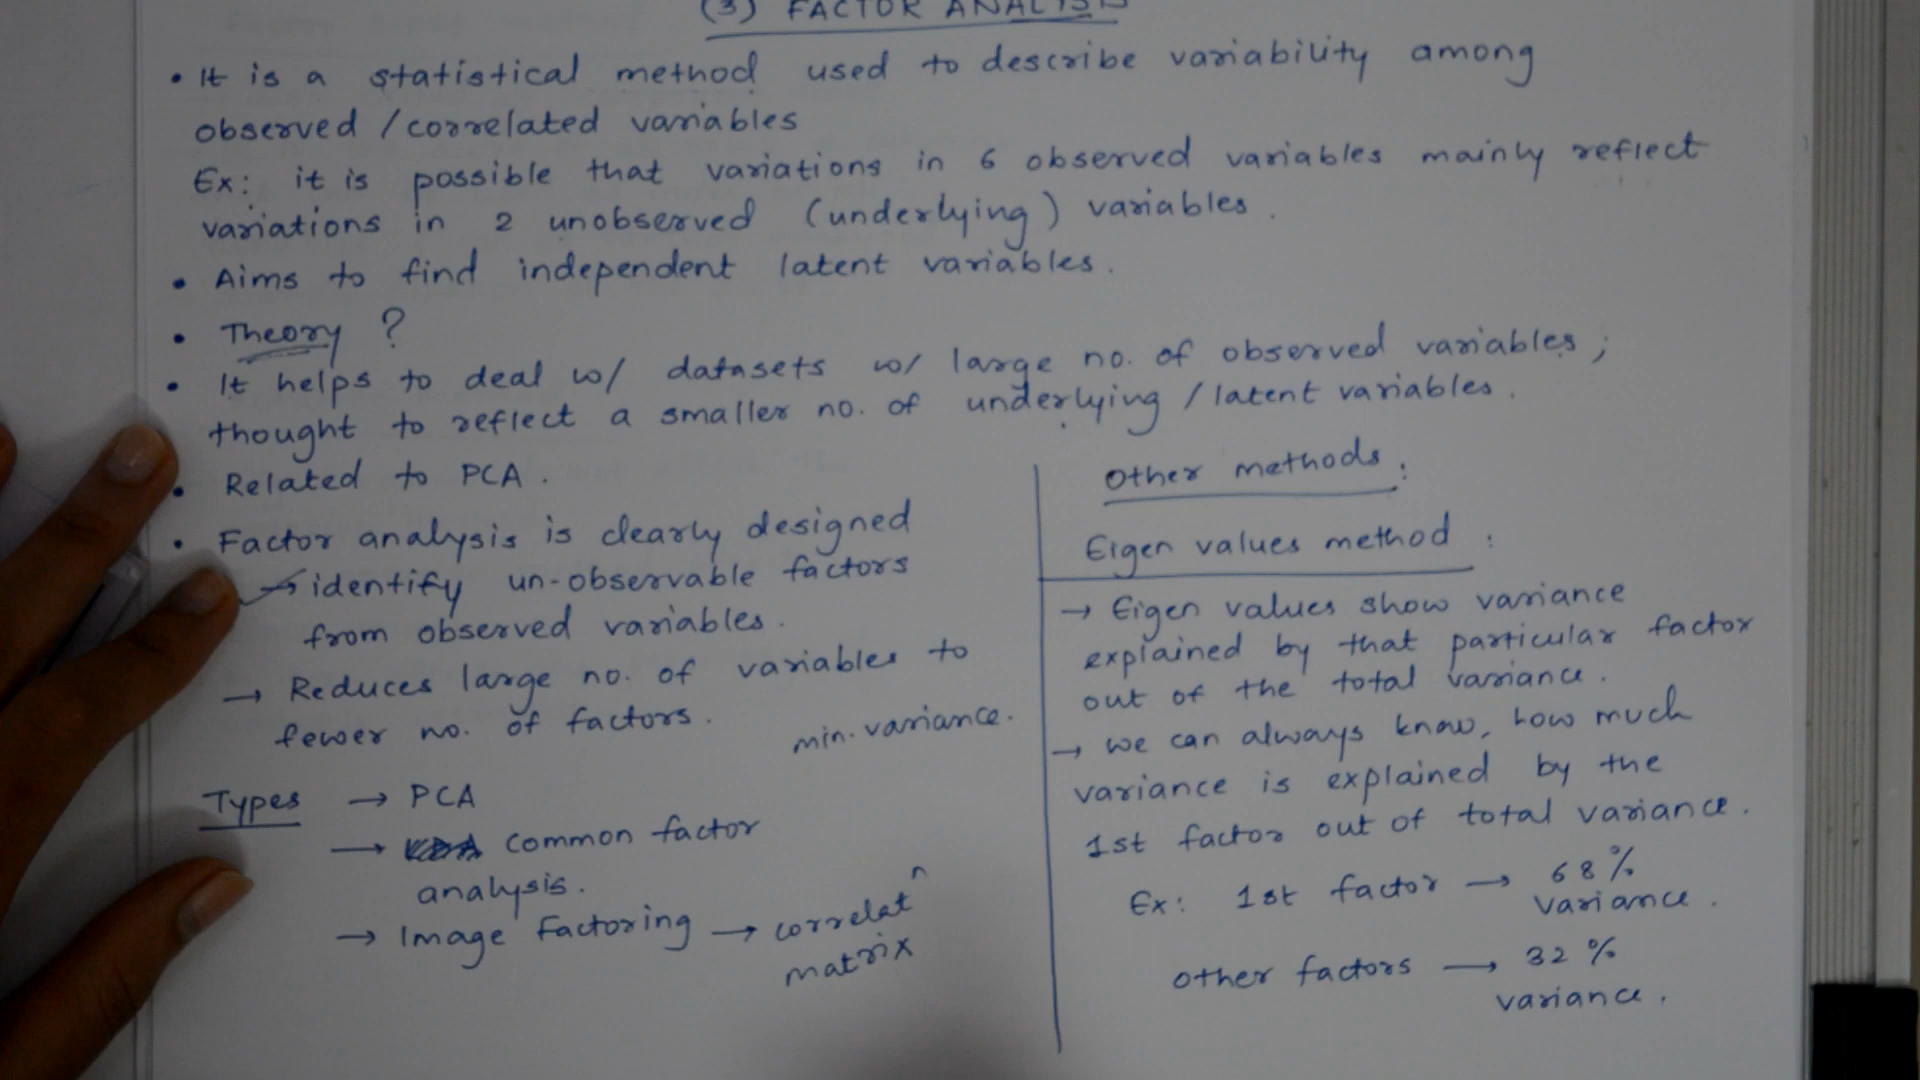 (3) FACTOR ANALYSIS
• It is a statistical method used to describe variability among
observed / correlated variables
Ex: it is possible that variations in 6 observed variables mainly reflect
variations in 2 unobserved (underlying) variables.
• Aims to find independent latent variables.
• Theory ?
• It helps to deal w/ datasets w/ large no. of observed variables ;
thought to reflect a smaller no. of underlying / latent variables.
• Related to PCA.
• Factor analysis is clearly designed
→ identify un-observable factors
from observed variables.
→ Reduces large no. of variables to
fewer no. of factors.
min. variance.
Types → PCA
→ common factor
analysis.
→ Image factoring → correlatⁿ
matrix
Other methods :
Eigen values method :
→ Eigen values show variance
explained by that particular factor
out of the total variance.
→ we can always know, how much
variance is explained by the
1st factor out of total variance.
Ex: 1st factor → 68%
variance.
other factors → 32%
variance.